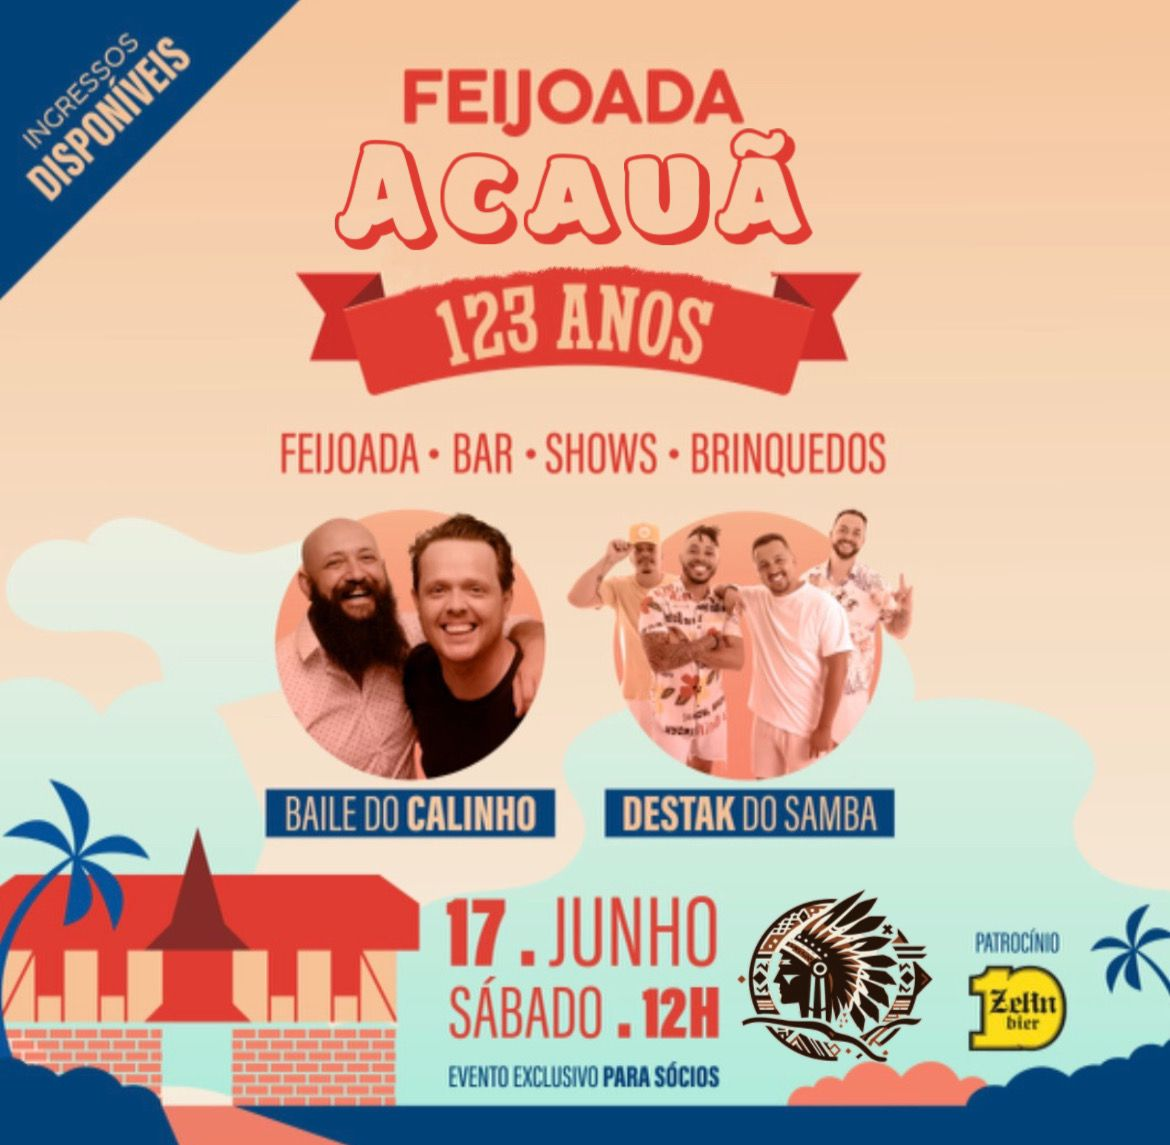 INGRESSOS
DISPONÍVEIS
FEIJOADA
ACAUÃ
123 ANOS
FEIJOADA • BAR • SHOWS • BRINQUEDOS
BAILE DO CALINHO
DESTAK DO SAMBA
17 . JUNHO
SÁBADO . 12H
EVENTO EXCLUSIVO PARA SÓCIOS
PATROCÍNIO
10
Zehn
bier